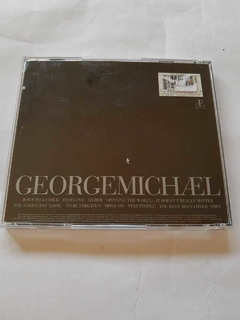 Æ
GEORGEMICHÆL
JESUS TO A CHILD · FASTLOVE · OLDER · SPINNING THE WHEEL · IT DOESN'T REALLY MATTER
THE STRANGEST THING · TO BE FORGIVEN · MOVE ON · STAR PEOPLE · YOU HAVE BEEN LOVED · FREE